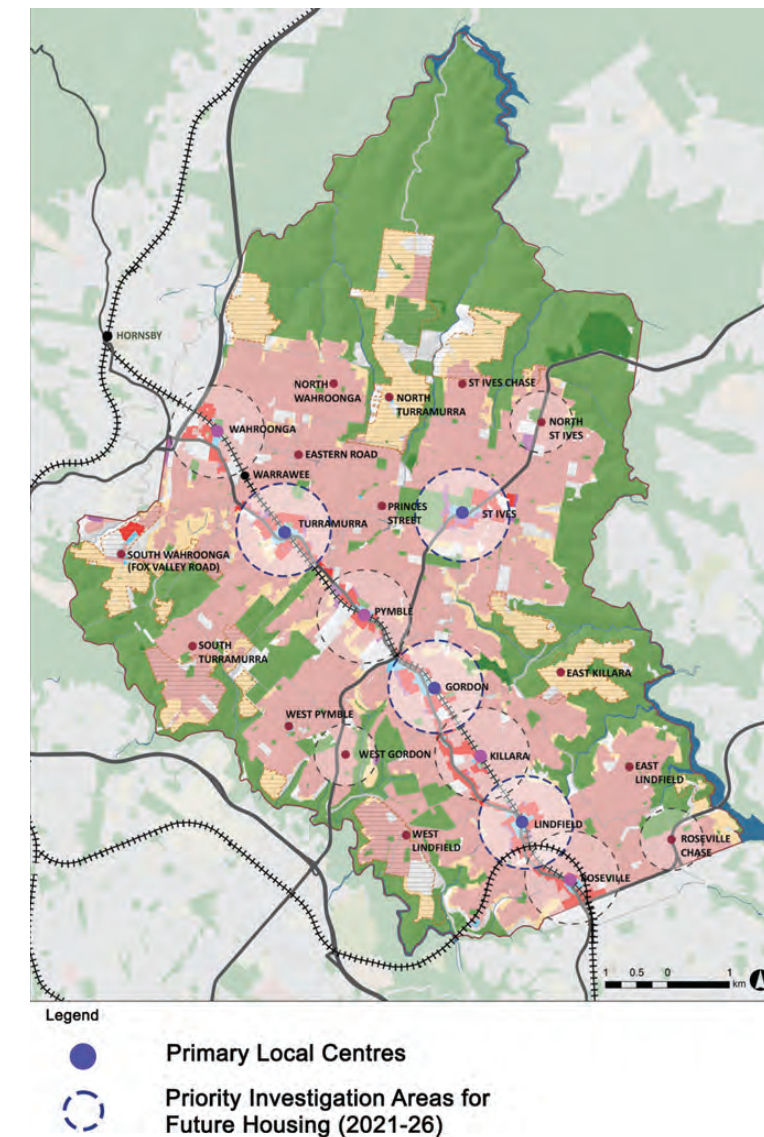 HORNSBY
NORTH
WAHROONGA
NORTH
TURRAMURRA
ST IVES CHASE
NORTH
ST IVES
WAHROONGA
EASTERN ROAD
WARRAWEE
PRINCES
STREET
ST IVES
TURRAMURRA
SOUTH WAHROONGA
(FOX VALLEY ROAD)
PYMBLE
SOUTH
TURRAMURRA
EAST KILLARA
GORDON
WEST PYMBLE
WEST GORDON
KILLARA
EAST
LINDFIELD
LINDFIELD
WEST
LINDFIELD
ROSEVILLE
CHASE
ROSEVILLE
1 0.5 0 1
km
Legend
Primary Local Centres
Priority Investigation Areas for
Future Housing (2021-26)